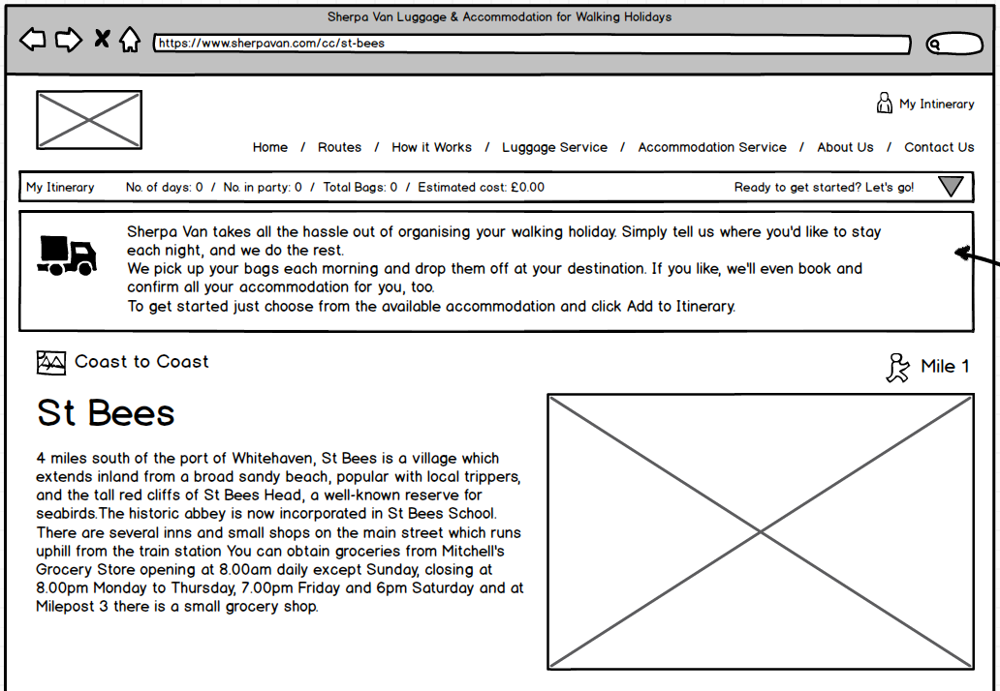 Sherpa Van Luggage & Accommodation for Walking Holidays
https://www.sherpavan.com/cc/st-bees
My Intinerary
Home / Routes / How it Works / Luggage Service / Accommodation Service / About Us / Contact Us
My Itinerary No. of days: 0 / No. in party: 0 / Total Bags: 0 / Estimated cost: £0.00 Ready to get started? Let's go!
Sherpa Van takes all the hassle out of organising your walking holiday. Simply tell us where you'd like to stay
each night, and we do the rest.
We pick up your bags each morning and drop them off at your destination. If you like, we'll even book and
confirm all your accommodation for you, too.
To get started just choose from the available accommodation and click Add to Itinerary.
Coast to Coast
Mile 1
St Bees
4 miles south of the port of Whitehaven, St Bees is a village which
extends inland from a broad sandy beach, popular with local trippers,
and the tall red cliffs of St Bees Head, a well-known reserve for
seabirds.The historic abbey is now incorporated in St Bees School.
There are several inns and small shops on the main street which runs
uphill from the train station You can obtain groceries from Mitchell's
Grocery Store opening at 8.00am daily except Sunday, closing at
8.00pm Monday to Thursday, 7.00pm Friday and 6pm Saturday and at
Milepost 3 there is a small grocery shop.